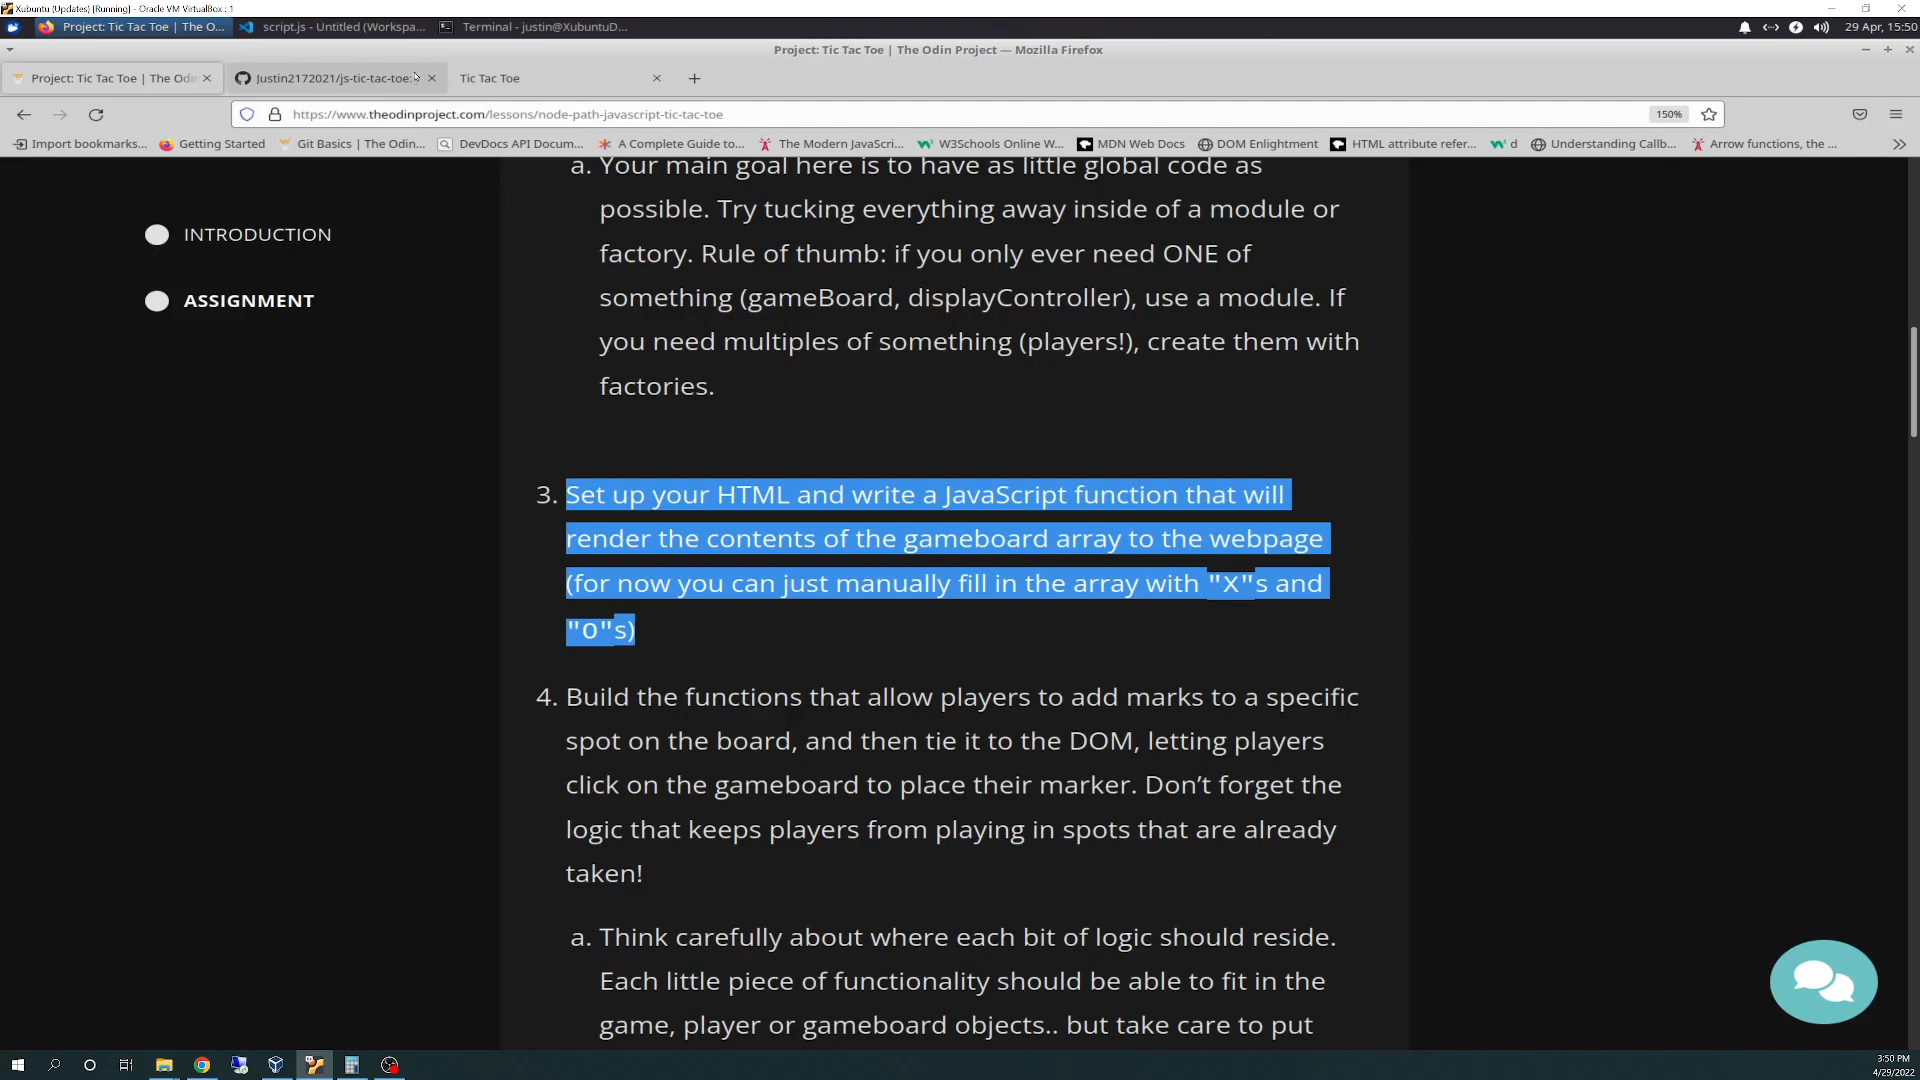 Xubuntu (Updates) [Running] - Oracle VM VirtualBox : 1
Project: Tic Tac Toe | The O... script.js - Untitled (Workspa... Terminal - justin@XubuntuD... 29 Apr, 15:50
Project: Tic Tac Toe | The Odin Project — Mozilla Firefox
Project: Tic Tac Toe | The Odin Justin2172021/js-tic-tac-toe: Tic Tac Toe
https://www.theodinproject.com/lessons/node-path-javascript-tic-tac-toe 150%
Import bookmarks... Getting Started Git Basics | The Odin... DevDocs API Docum... A Complete Guide to... The Modern JavaScri... W3Schools Online W... MDN Web Docs DOM Enlightment HTML attribute refer... d Understanding Callb... Arrow functions, the ...
a. Your main goal here is to have as little global code as
possible. Try tucking everything away inside of a module or
factory. Rule of thumb: if you only ever need ONE of
something (gameBoard, displayController), use a module. If
you need multiples of something (players!), create them with
factories.
INTRODUCTION
ASSIGNMENT
3. Set up your HTML and write a JavaScript function that will
render the contents of the gameboard array to the webpage
(for now you can just manually fill in the array with "X"s and
"O"s)
4. Build the functions that allow players to add marks to a specific
spot on the board, and then tie it to the DOM, letting players
click on the gameboard to place their marker. Don’t forget the
logic that keeps players from playing in spots that are already
taken!
a. Think carefully about where each bit of logic should reside.
Each little piece of functionality should be able to fit in the
game, player or gameboard objects.. but take care to put
3:50 PM
4/29/2022